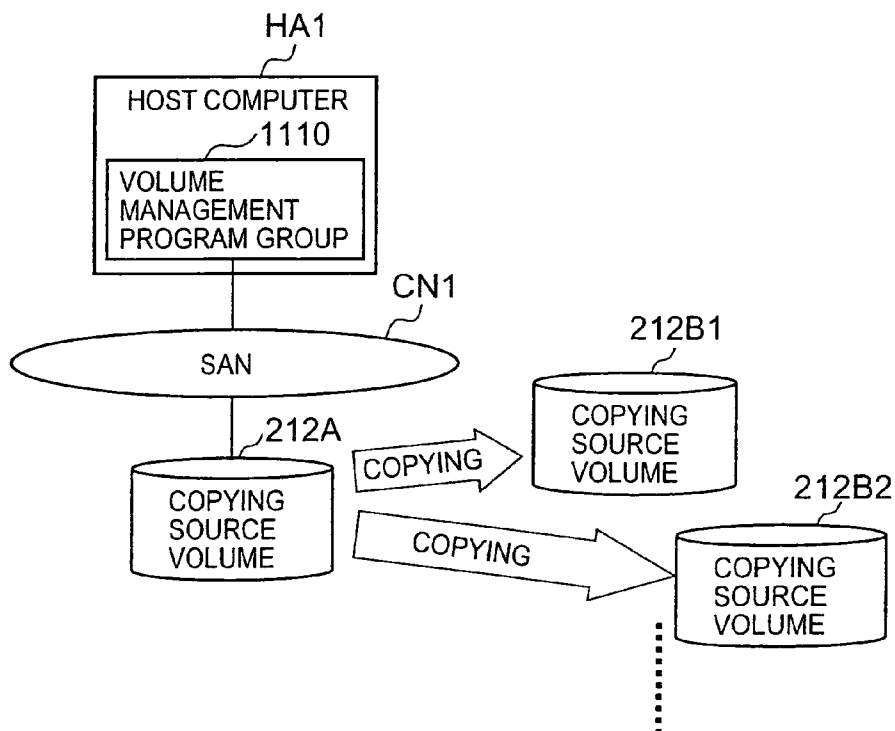 HA1
HOST COMPUTER
1110
VOLUME
MANAGEMENT
PROGRAM GROUP
CN1
SAN
212A
COPYING
SOURCE
VOLUME
COPYING
COPYING
212B1
COPYING
SOURCE
VOLUME
212B2
COPYING
SOURCE
VOLUME